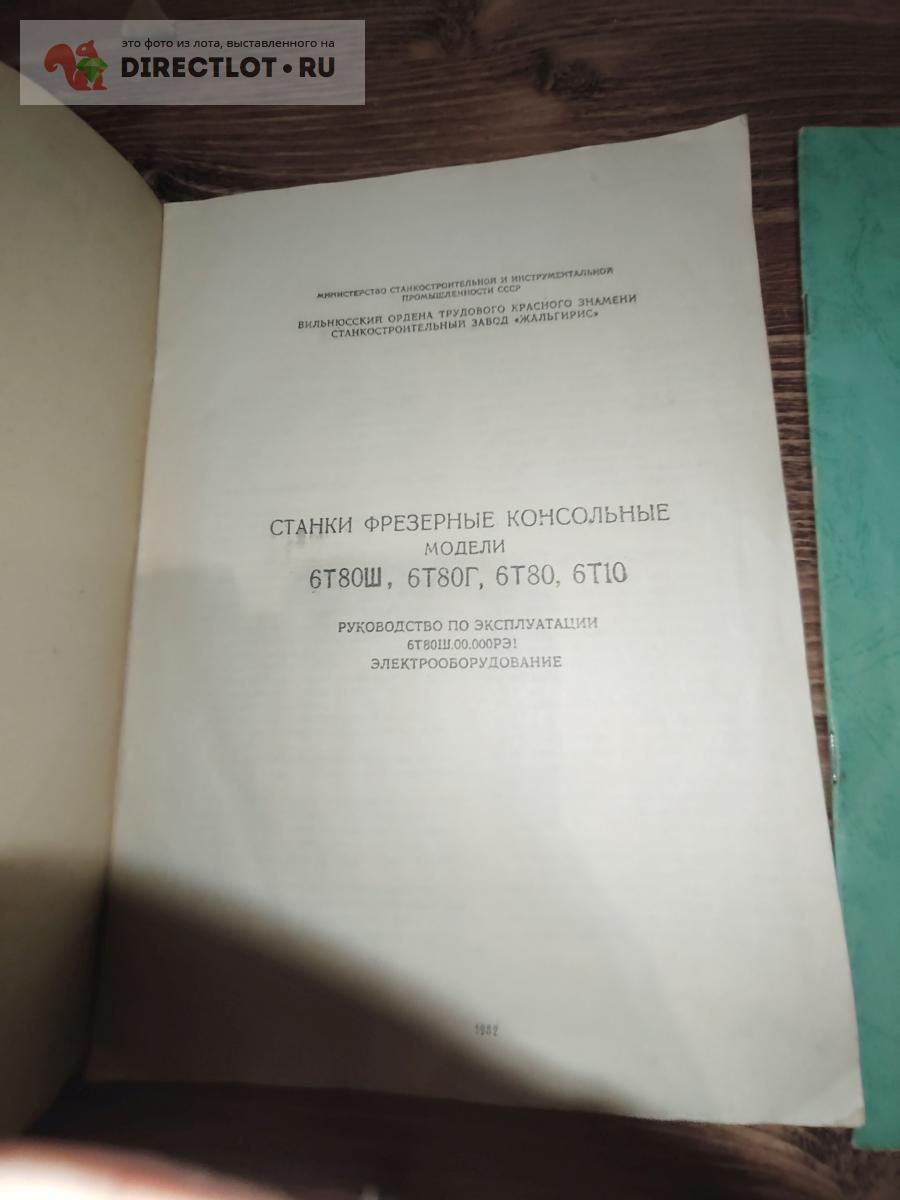 это фото из лота, выставленного на
DIRECTLOT.RU
МИНИСТЕРСТВО СТАНКОСТРОИТЕЛЬНОЙ И ИНСТРУМЕНТАЛЬНОЙ
ПРОМЫШЛЕННОСТИ СССР
ВИЛЬНЮССКИЙ ОРДЕНА ТРУДОВОГО КРАСНОГО ЗНАМЕНИ
СТАНКОСТРОИТЕЛЬНЫЙ ЗАВОД «ЖАЛЬГИРИС»
СТАНКИ ФРЕЗЕРНЫЕ КОНСОЛЬНЫЕ
МОДЕЛИ
6Т80Ш, 6Т80Г, 6Т80, 6Т10
РУКОВОДСТВО ПО ЭКСПЛУАТАЦИИ
6Т80Ш.00.000РЭ1
ЭЛЕКТРООБОРУДОВАНИЕ
1982